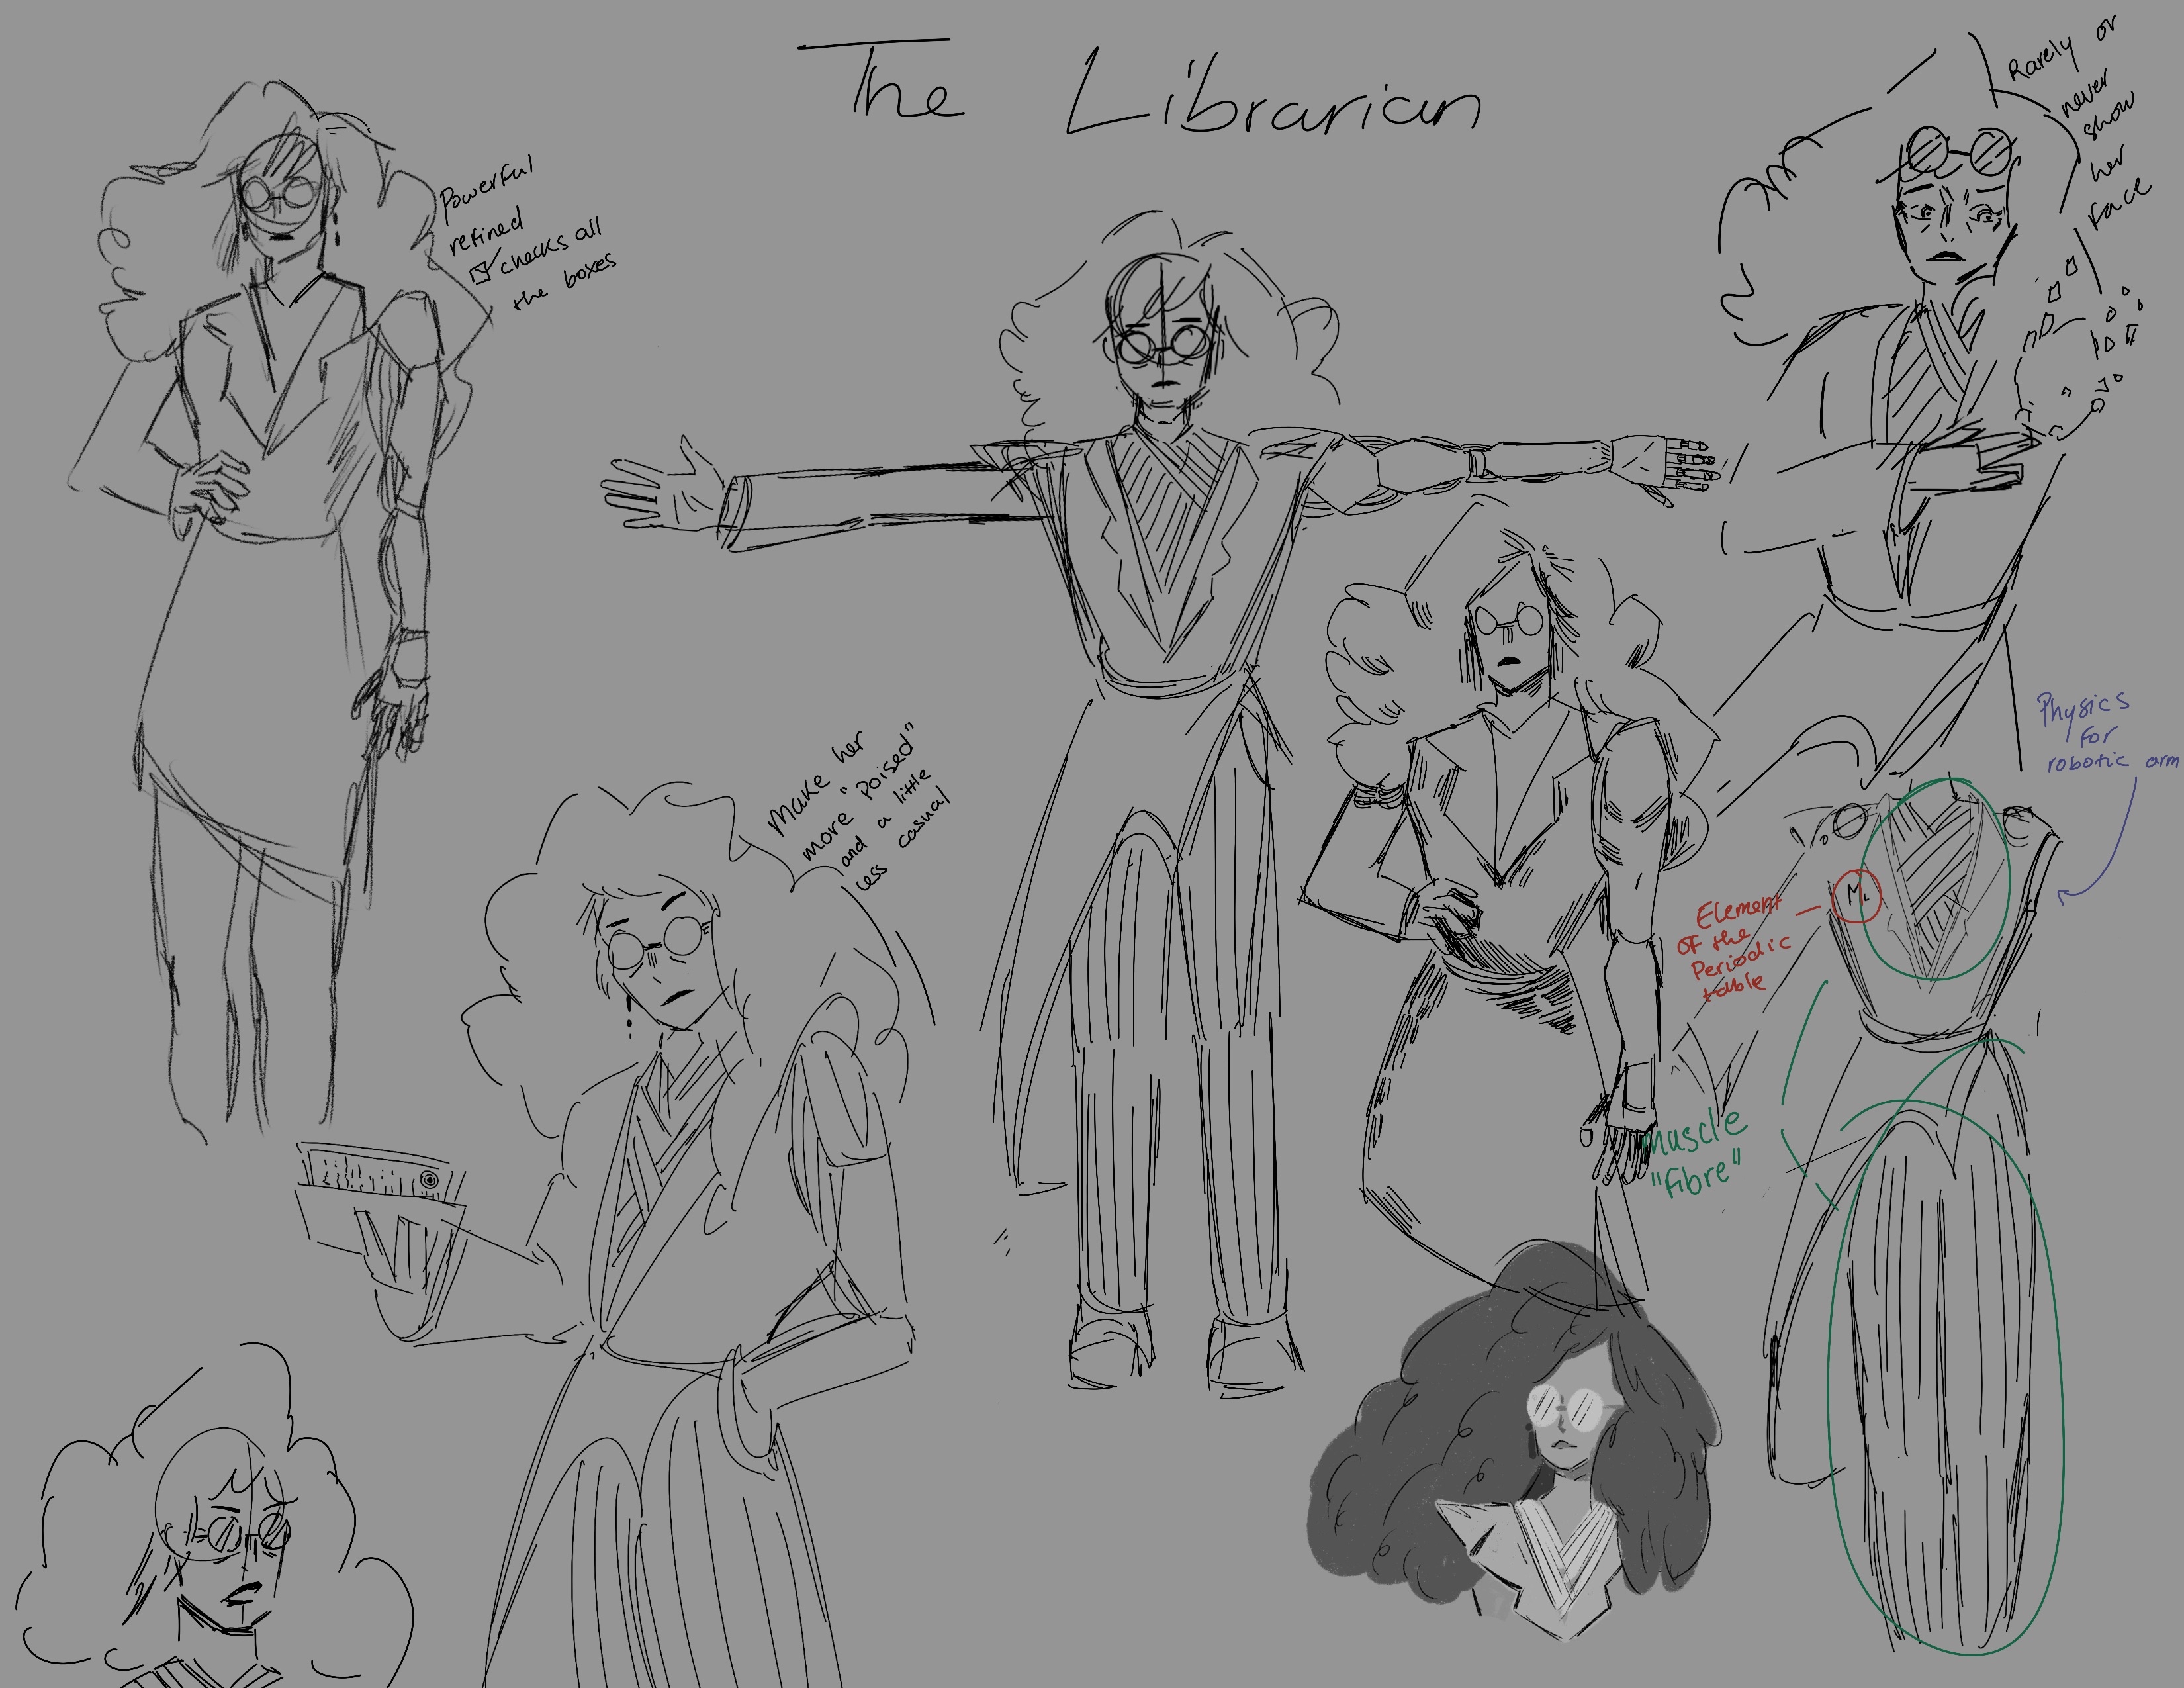 The Librarian
Powerful
refined
checks all
the boxes
Rarely or
never
show
her
face
Make her
more "Poised"
and a little
less casual
Physics
for
robotic arm
Element
of the
Periodic
table
Muscle
"Fibre"